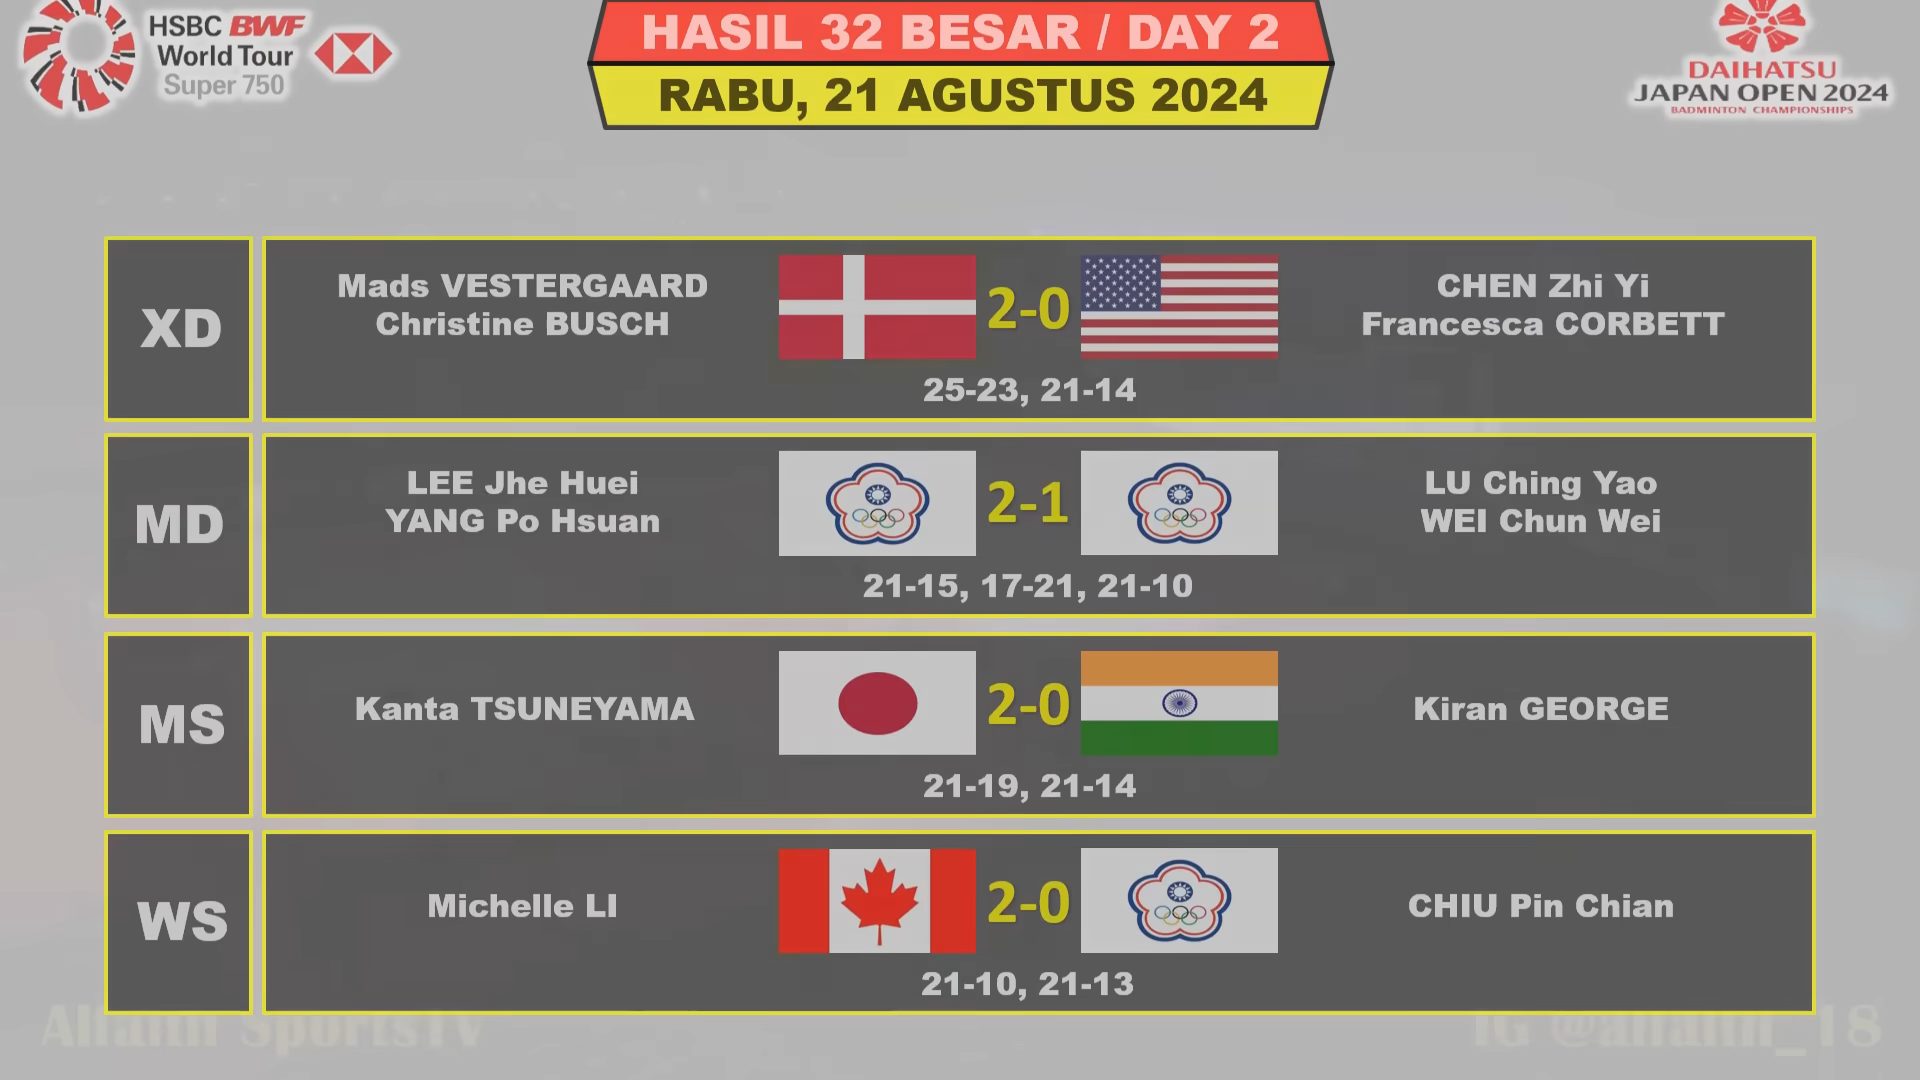 HSBC BWF
World Tour
Super 750
HASIL 32 BESAR / DAY 2
RABU, 21 AGUSTUS 2024
DAIHATSU
JAPAN OPEN 2024
BADMINTON CHAMPIONSHIPS
XD
Mads VESTERGAARD
Christine BUSCH
2-0
CHEN Zhi Yi
Francesca CORBETT
25-23, 21-14
MD
LEE Jhe Huei
YANG Po Hsuan
2-1
LU Ching Yao
WEI Chun Wei
21-15, 17-21, 21-10
MS
Kanta TSUNEYAMA
2-0
Kiran GEORGE
21-19, 21-14
WS
Michelle LI
2-0
CHIU Pin Chian
21-10, 21-13
SportsTV
IG